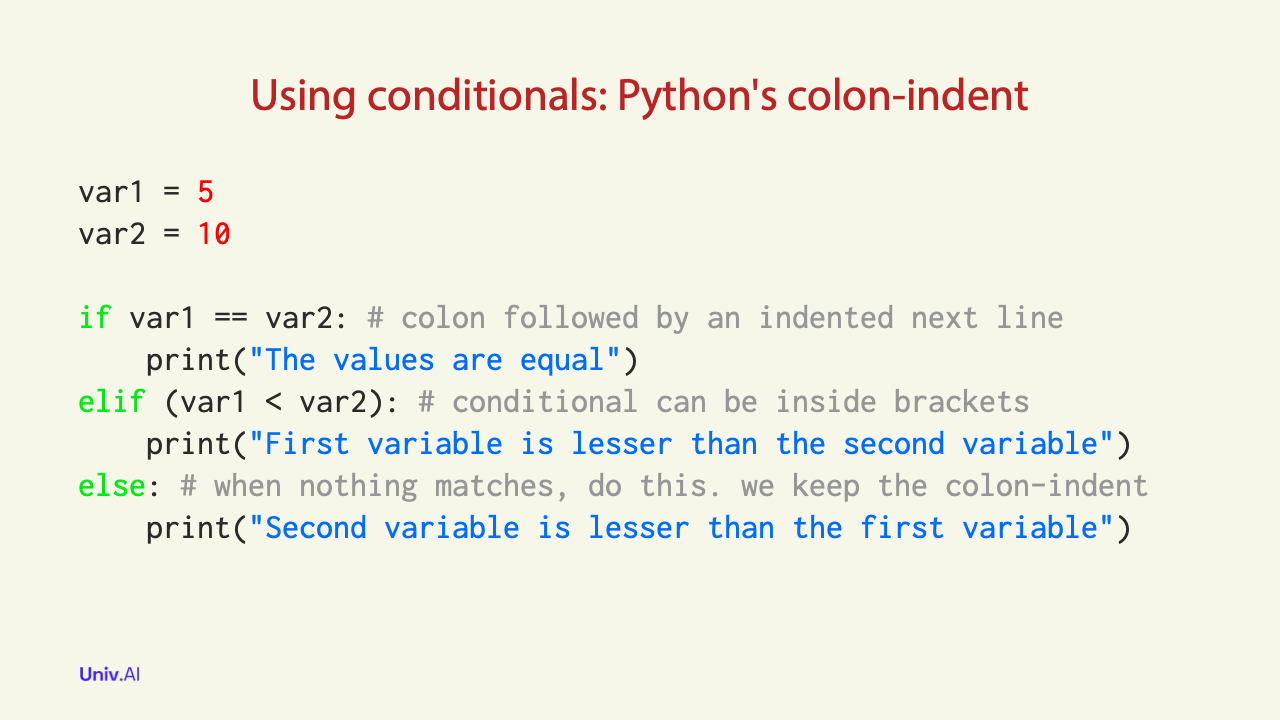 Using conditionals: Python's colon-indent
var1 = 5
var2 = 10
if var1 == var2: # colon followed by an indented next line
    print("The values are equal")
elif (var1 < var2): # conditional can be inside brackets
    print("First variable is lesser than the second variable")
else: # when nothing matches, do this. we keep the colon-indent
    print("Second variable is lesser than the first variable")
Univ.AI